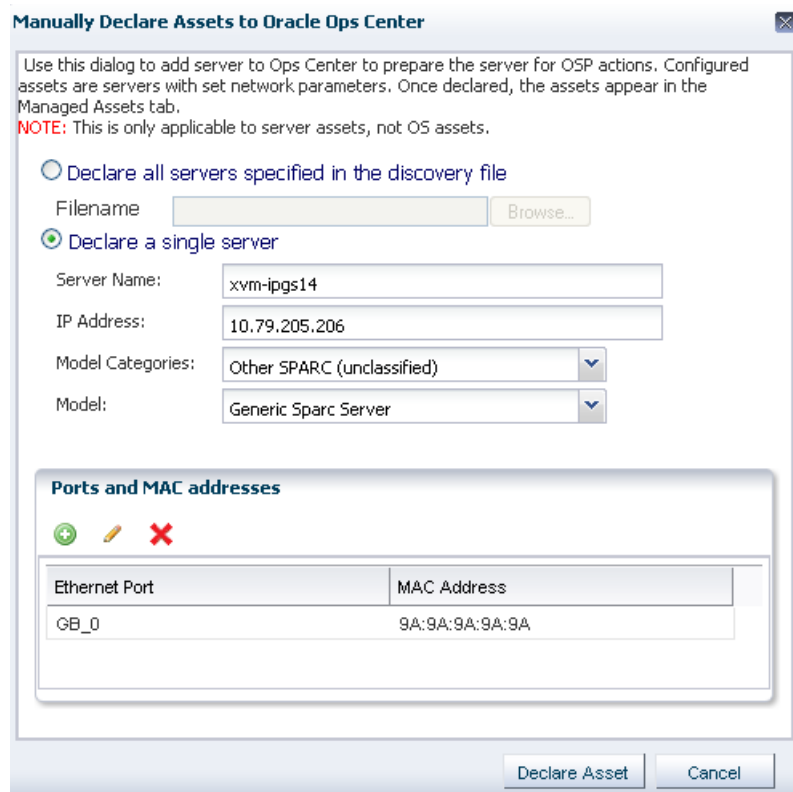 Manually Declare Assets to Oracle Ops Center
Use this dialog to add server to Ops Center to prepare the server for OSP actions. Configured
assets are servers with set network parameters. Once declared, the assets appear in the
Managed Assets tab.
NOTE: This is only applicable to server assets, not OS assets.
Declare all servers specified in the discovery file
Filename Browse...
Declare a single server
Server Name: xvm-ipgs14
IP Address: 10.79.205.206
Model Categories: Other SPARC (unclassified)
Model: Generic Sparc Server
Ports and MAC addresses
Ethernet Port MAC Address
GB_0 9A:9A:9A:9A:9A
Declare Asset Cancel